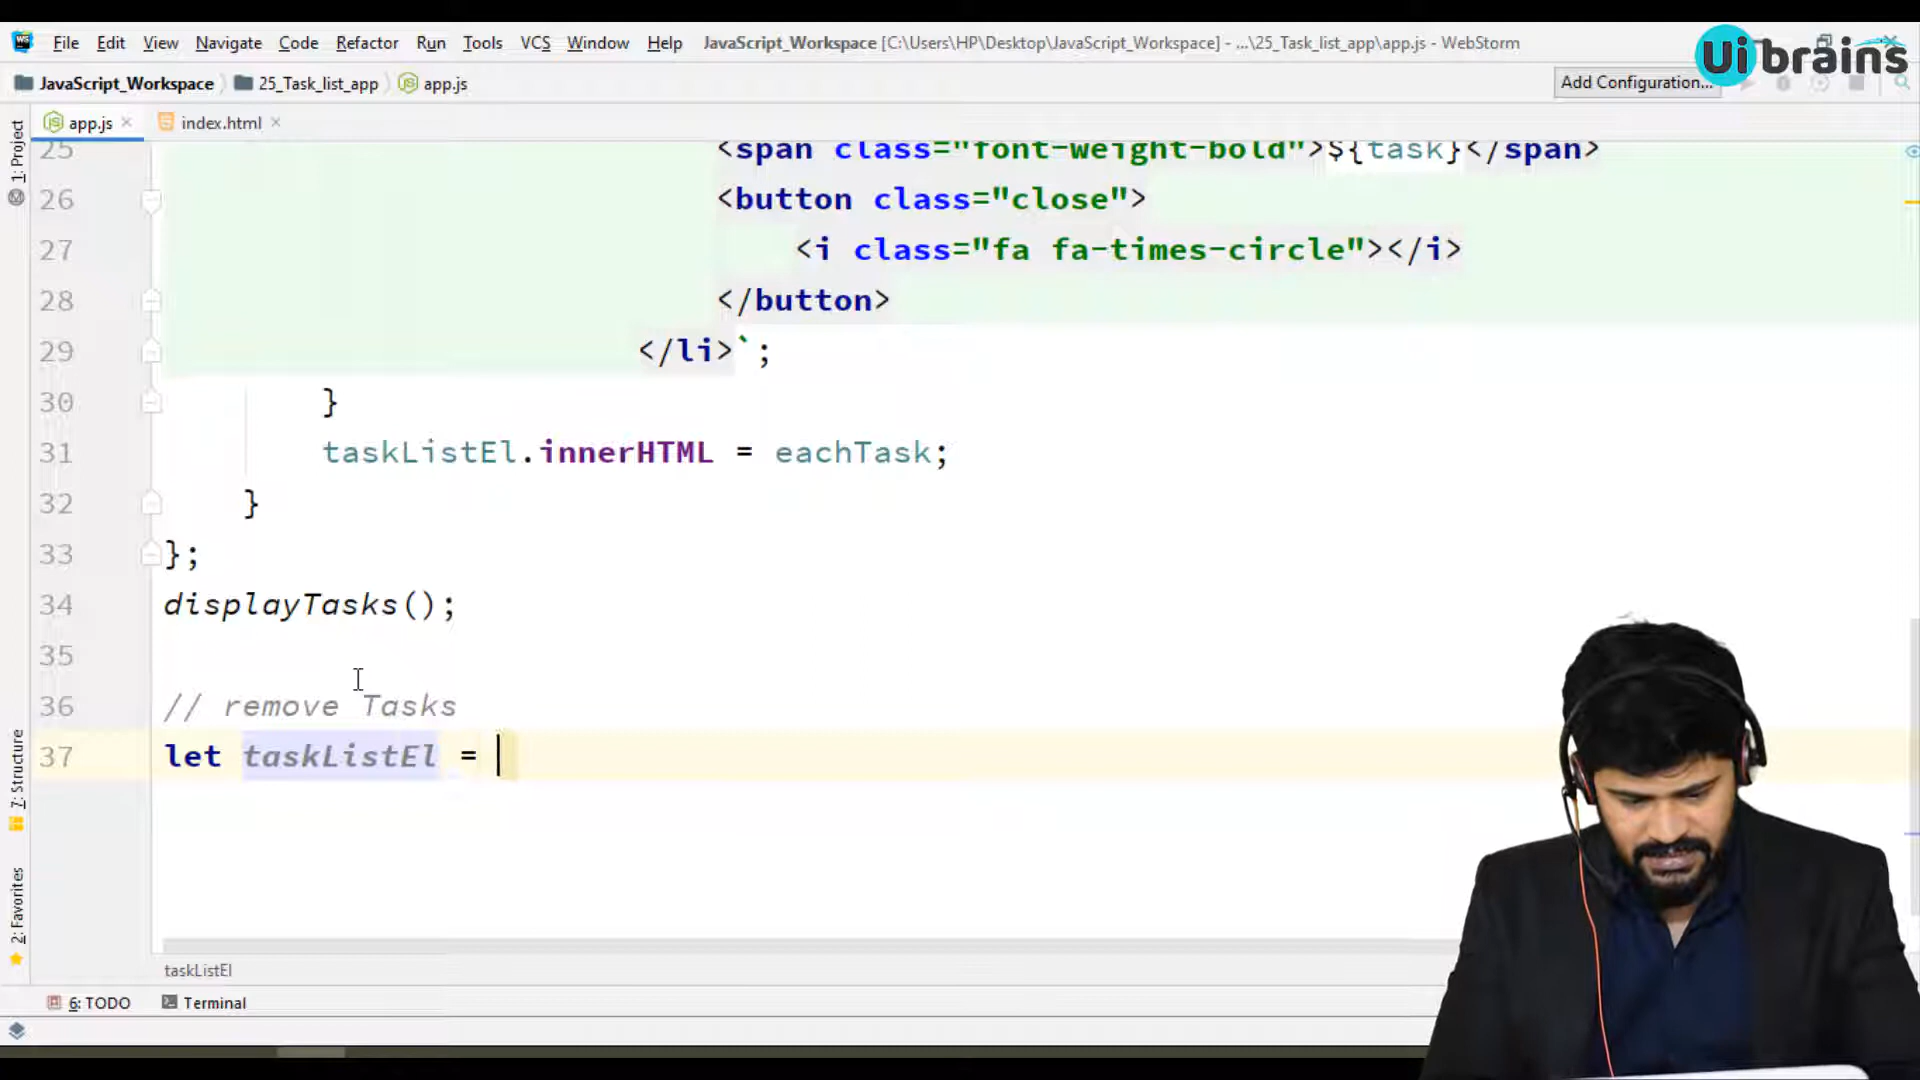 File Edit View Navigate Code Refactor Run Tools VCS Window Help JavaScript_Workspace [C:\Users\HP\Desktop\JavaScript_Workspace] - ...\25_Task_list_app\app.js - WebStorm
Ui brains
JavaScript_Workspace 25_Task_list_app app.js Add Configuration...
app.js index.html
1: Project
25 <span class="font-weight-bold">${task}</span>
26 <button class="close">
27 <i class="fa fa-times-circle"></i>
28 </button>
29 </li>`;
30 }
31 taskListEl.innerHTML = eachTask;
32 }
33 };
34 displayTasks();
35
36 // remove Tasks
37 let taskListEl =
7: Structure
2: Favorites
taskListEl
6: TODO Terminal